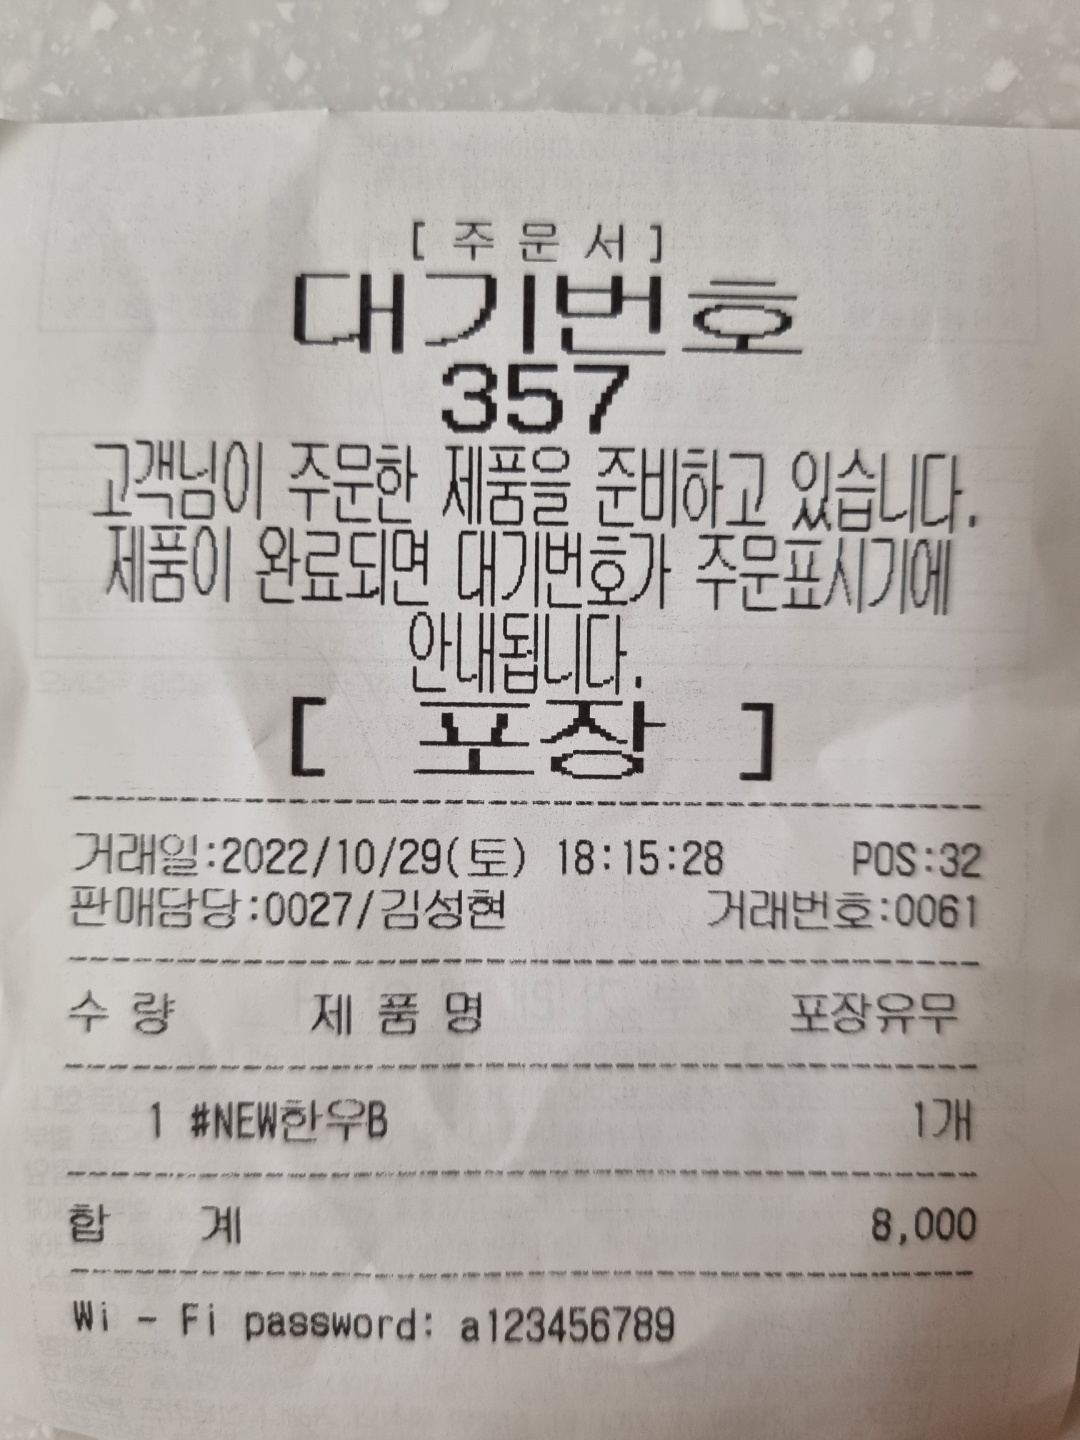 [ 주 문 서 ]
대기번호
357
고객님이 주문한 제품을 준비하고 있습니다.
제품이 완료되면 대기번호가 주문표시기에
안내됩니다.
[ 포장 ]
거래일:2022/10/29(토) 18:15:28 POS:32
판매담당:0027/김성현 거래번호:0061
수 량 제 품 명 포장유무
1 #NEW한우B 1개
합 계 8,000
Wi - Fi password: a123456789